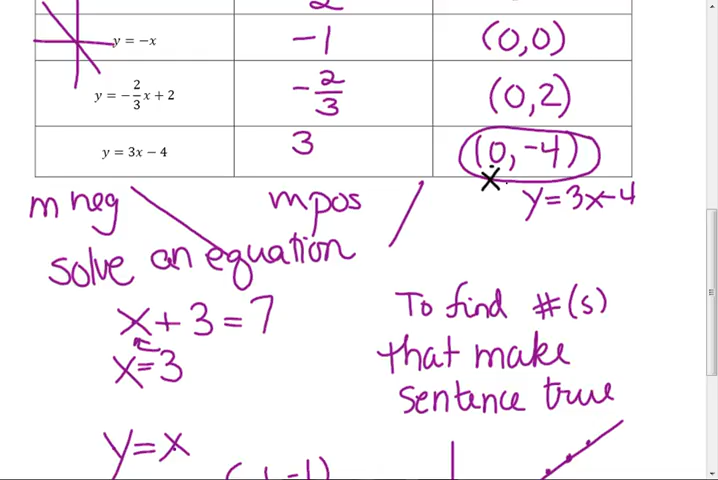 2
y = −x −1 (0,0)
y = −2/3x + 2 −2/3 (0,2)
y = 3x − 4 3 (0,−4)
x y=3x−4
m neg m pos
solve an equation
x + 3 = 7 To find #(s)
that make
x = 3
sentence true
y = x